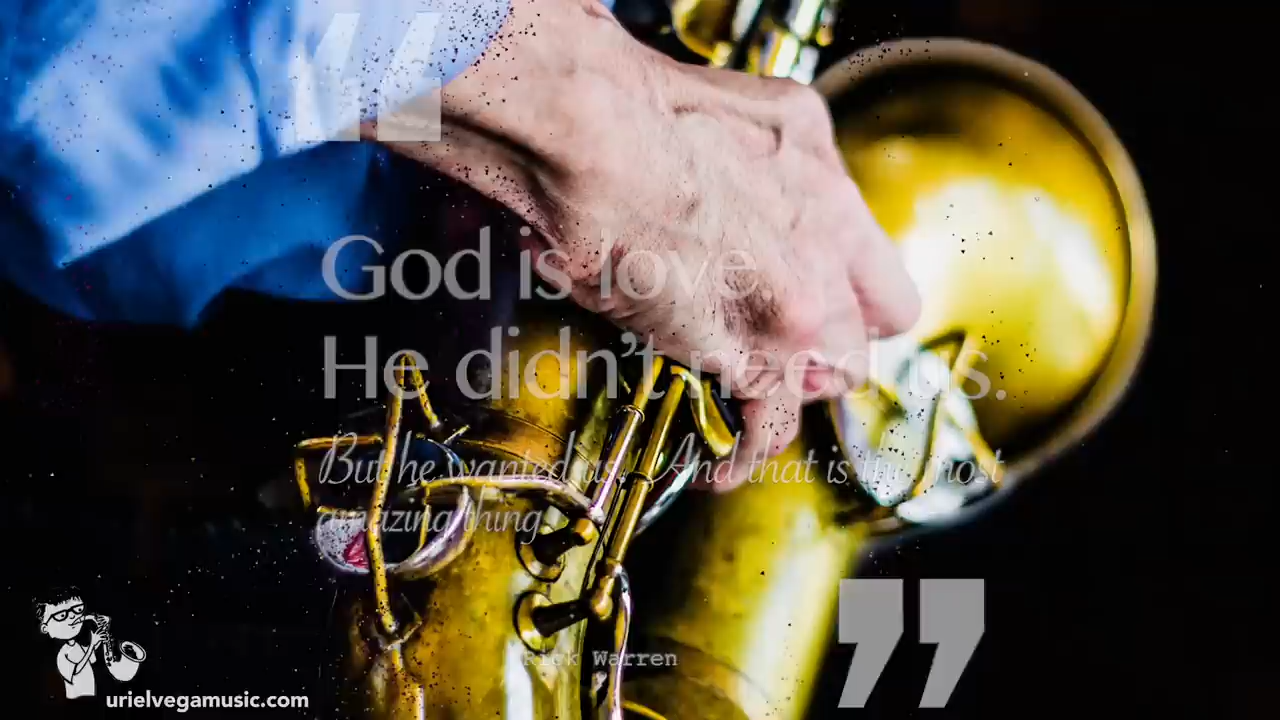 God is love.
He didn't need us.
But he wanted us. And that is the most
amazing thing.
Rick Warren
urielvegamusic.com